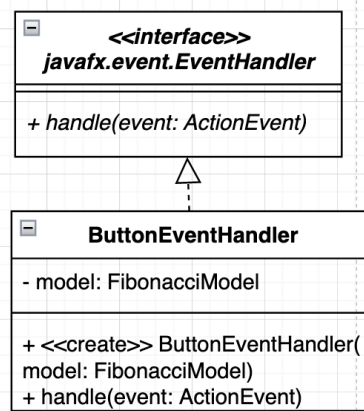 <<interface>>
javafx.event.EventHandler
+ handle(event: ActionEvent)
ButtonEventHandler
- model: FibonacciModel
+ <<create>> ButtonEventHandler(
model: FibonacciModel)
+ handle(event: ActionEvent)